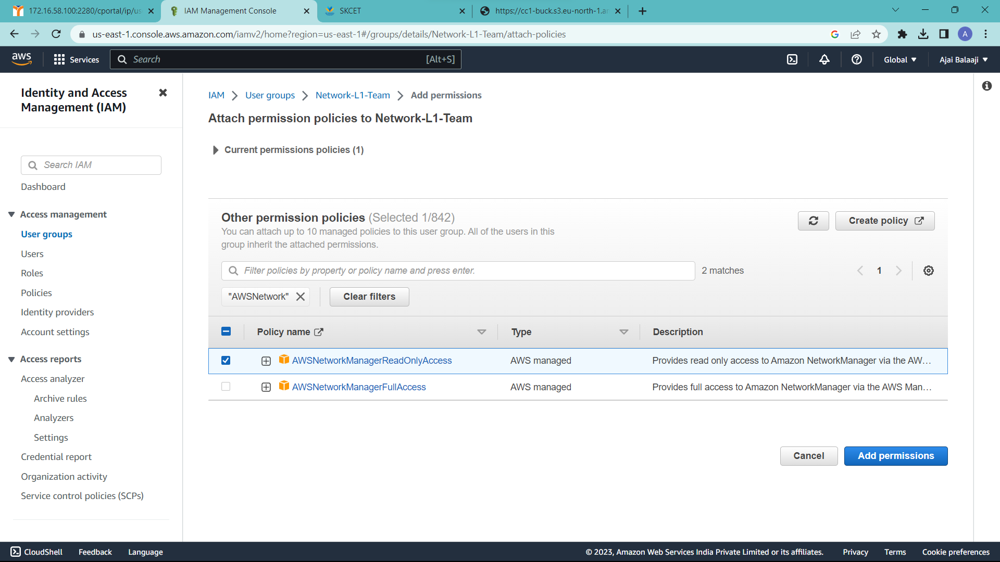 172.16.58.100:2280/cportal/ip/us
IAM Management Console
SKCET
https://cc1-buck.s3.eu-north-1.a
us-east-1.console.aws.amazon.com/iamv2/home?region=us-east-1#/groups/details/Network-L1-Team/attach-policies
A
aws
Services
Search
[Alt+S]
Global
Ajai Balaaji
Identity and Access
Management (IAM)
Search IAM
Dashboard
Access management
User groups
Users
Roles
Policies
Identity providers
Account settings
Access reports
Access analyzer
Archive rules
Analyzers
Settings
Credential report
Organization activity
Service control policies (SCPs)
IAM
User groups
Network-L1-Team
Add permissions
Attach permission policies to Network-L1-Team
Current permissions policies (1)
Other permission policies (Selected 1/842)
You can attach up to 10 managed policies to this user group. All of the users in this
group inherit the attached permissions.
Create policy
Filter policies by property or policy name and press enter.
2 matches
1
"AWSNetwork"
Clear filters
Policy name
Type
Description
AWSNetworkManagerReadOnlyAccess
AWS managed
Provides read only access to Amazon NetworkManager via the AW…
AWSNetworkManagerFullAccess
AWS managed
Provides full access to Amazon NetworkManager via the AWS Man…
Cancel
Add permissions
CloudShell
Feedback
Language
© 2023, Amazon Web Services India Private Limited or its affiliates.
Privacy
Terms
Cookie preferences